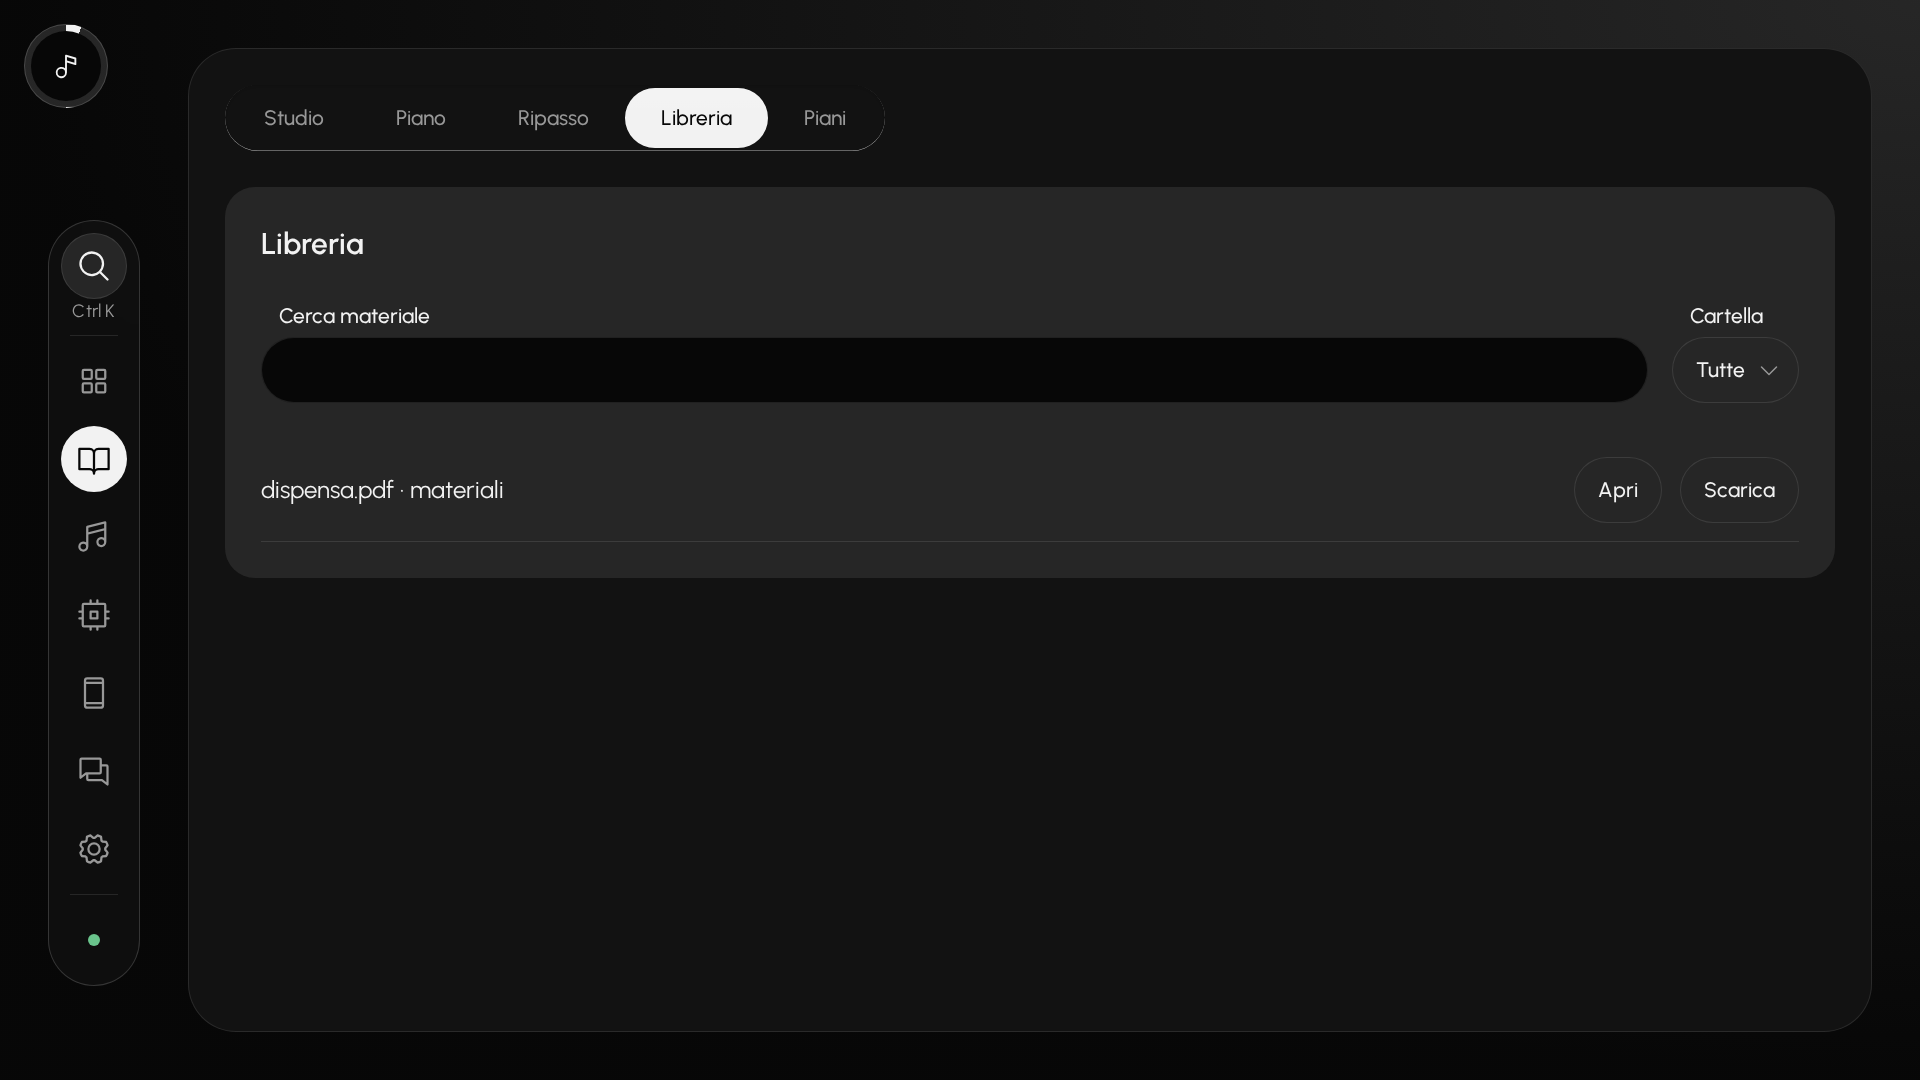 Studio Piano Ripasso Libreria Piani
Ctrl K
Libreria
Cerca materiale Cartella
Tutte
dispensa.pdf · materiali Apri Scarica